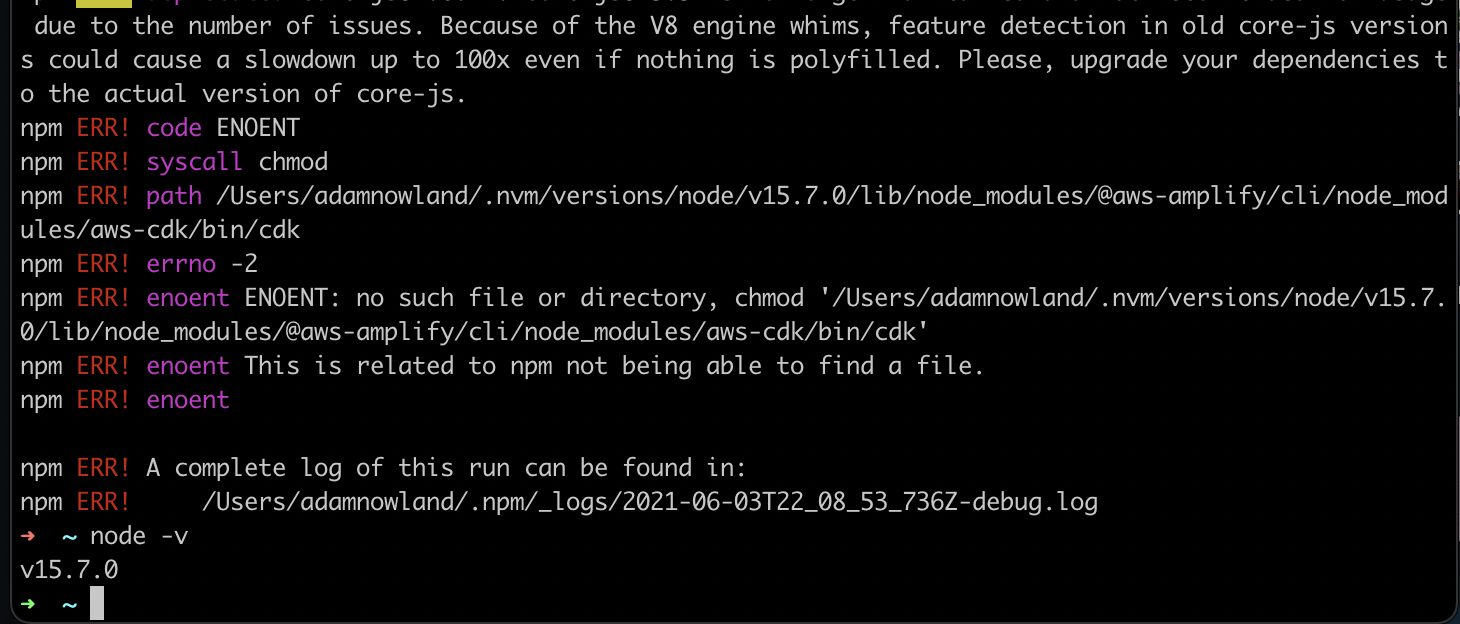 due to the number of issues. Because of the V8 engine whims, feature detection in old core-js version
s could cause a slowdown up to 100x even if nothing is polyfilled. Please, upgrade your dependencies t
o the actual version of core-js.
npm ERR! code ENOENT
npm ERR! syscall chmod
npm ERR! path /Users/adamnowland/.nvm/versions/node/v15.7.0/lib/node_modules/@aws-amplify/cli/node_mod
ules/aws-cdk/bin/cdk
npm ERR! errno -2
npm ERR! enoent ENOENT: no such file or directory, chmod '/Users/adamnowland/.nvm/versions/node/v15.7.
0/lib/node_modules/@aws-amplify/cli/node_modules/aws-cdk/bin/cdk'
npm ERR! enoent This is related to npm not being able to find a file.
npm ERR! enoent
npm ERR! A complete log of this run can be found in:
npm ERR!     /Users/adamnowland/.npm/_logs/2021-06-03T22_08_53_736Z-debug.log
➜  ~ node -v
v15.7.0
➜  ~